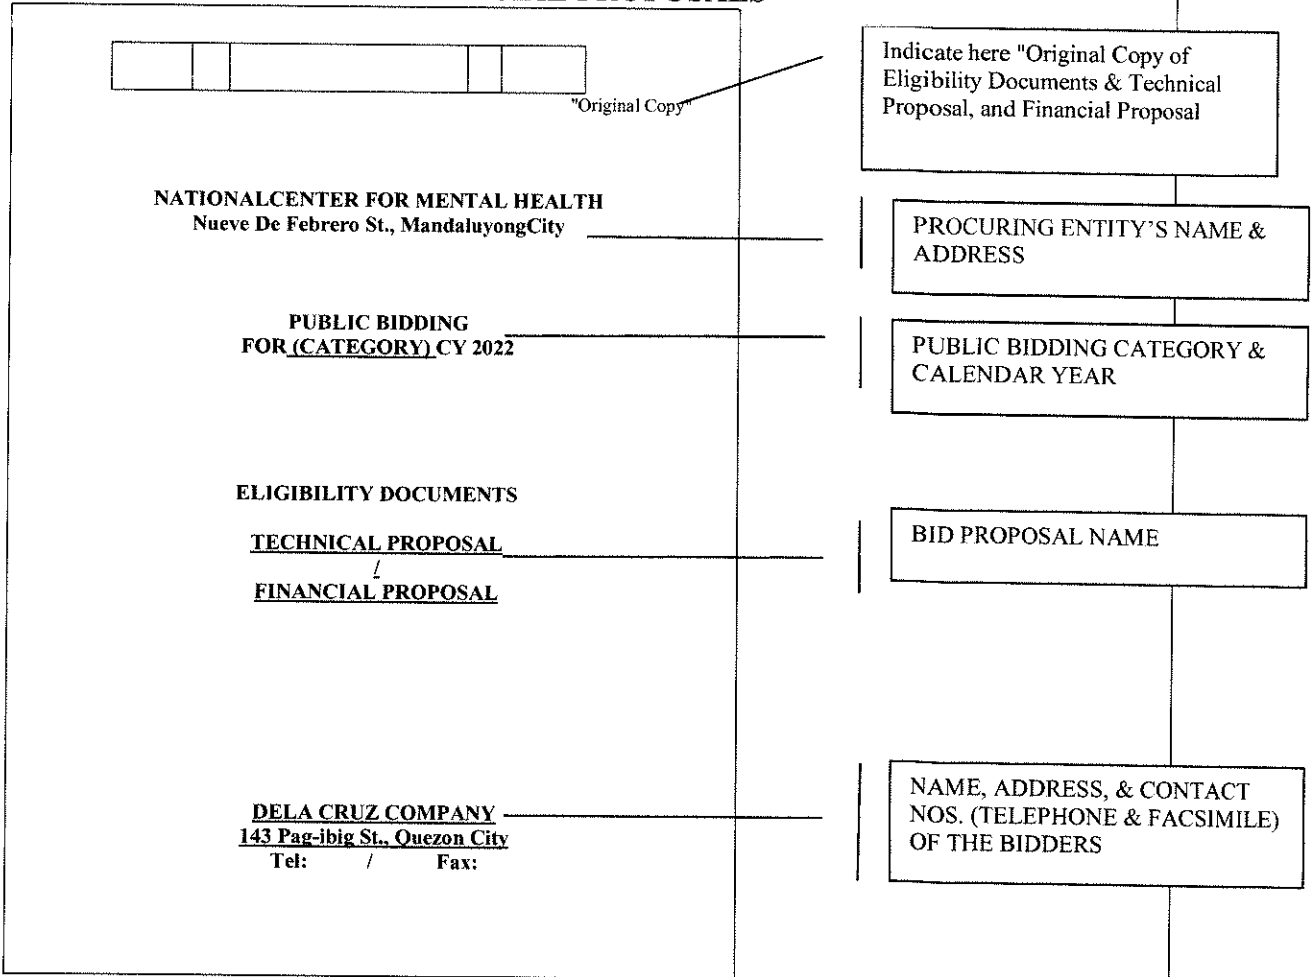 PROPOSALS
"Original Copy"
Indicate here "Original Copy of
Eligibility Documents & Technical
Proposal, and Financial Proposal
NATIONALCENTER FOR MENTAL HEALTH
Nueve De Febrero St., MandaluyongCity
PROCURING ENTITY'S NAME &
ADDRESS
PUBLIC BIDDING
FOR (CATEGORY) CY 2022
PUBLIC BIDDING CATEGORY &
CALENDAR YEAR
ELIGIBILITY DOCUMENTS
TECHNICAL PROPOSAL
/
FINANCIAL PROPOSAL
BID PROPOSAL NAME
DELA CRUZ COMPANY
143 Pag-ibig St., Quezon City
Tel: / Fax:
NAME, ADDRESS, & CONTACT
NOS. (TELEPHONE & FACSIMILE)
OF THE BIDDERS